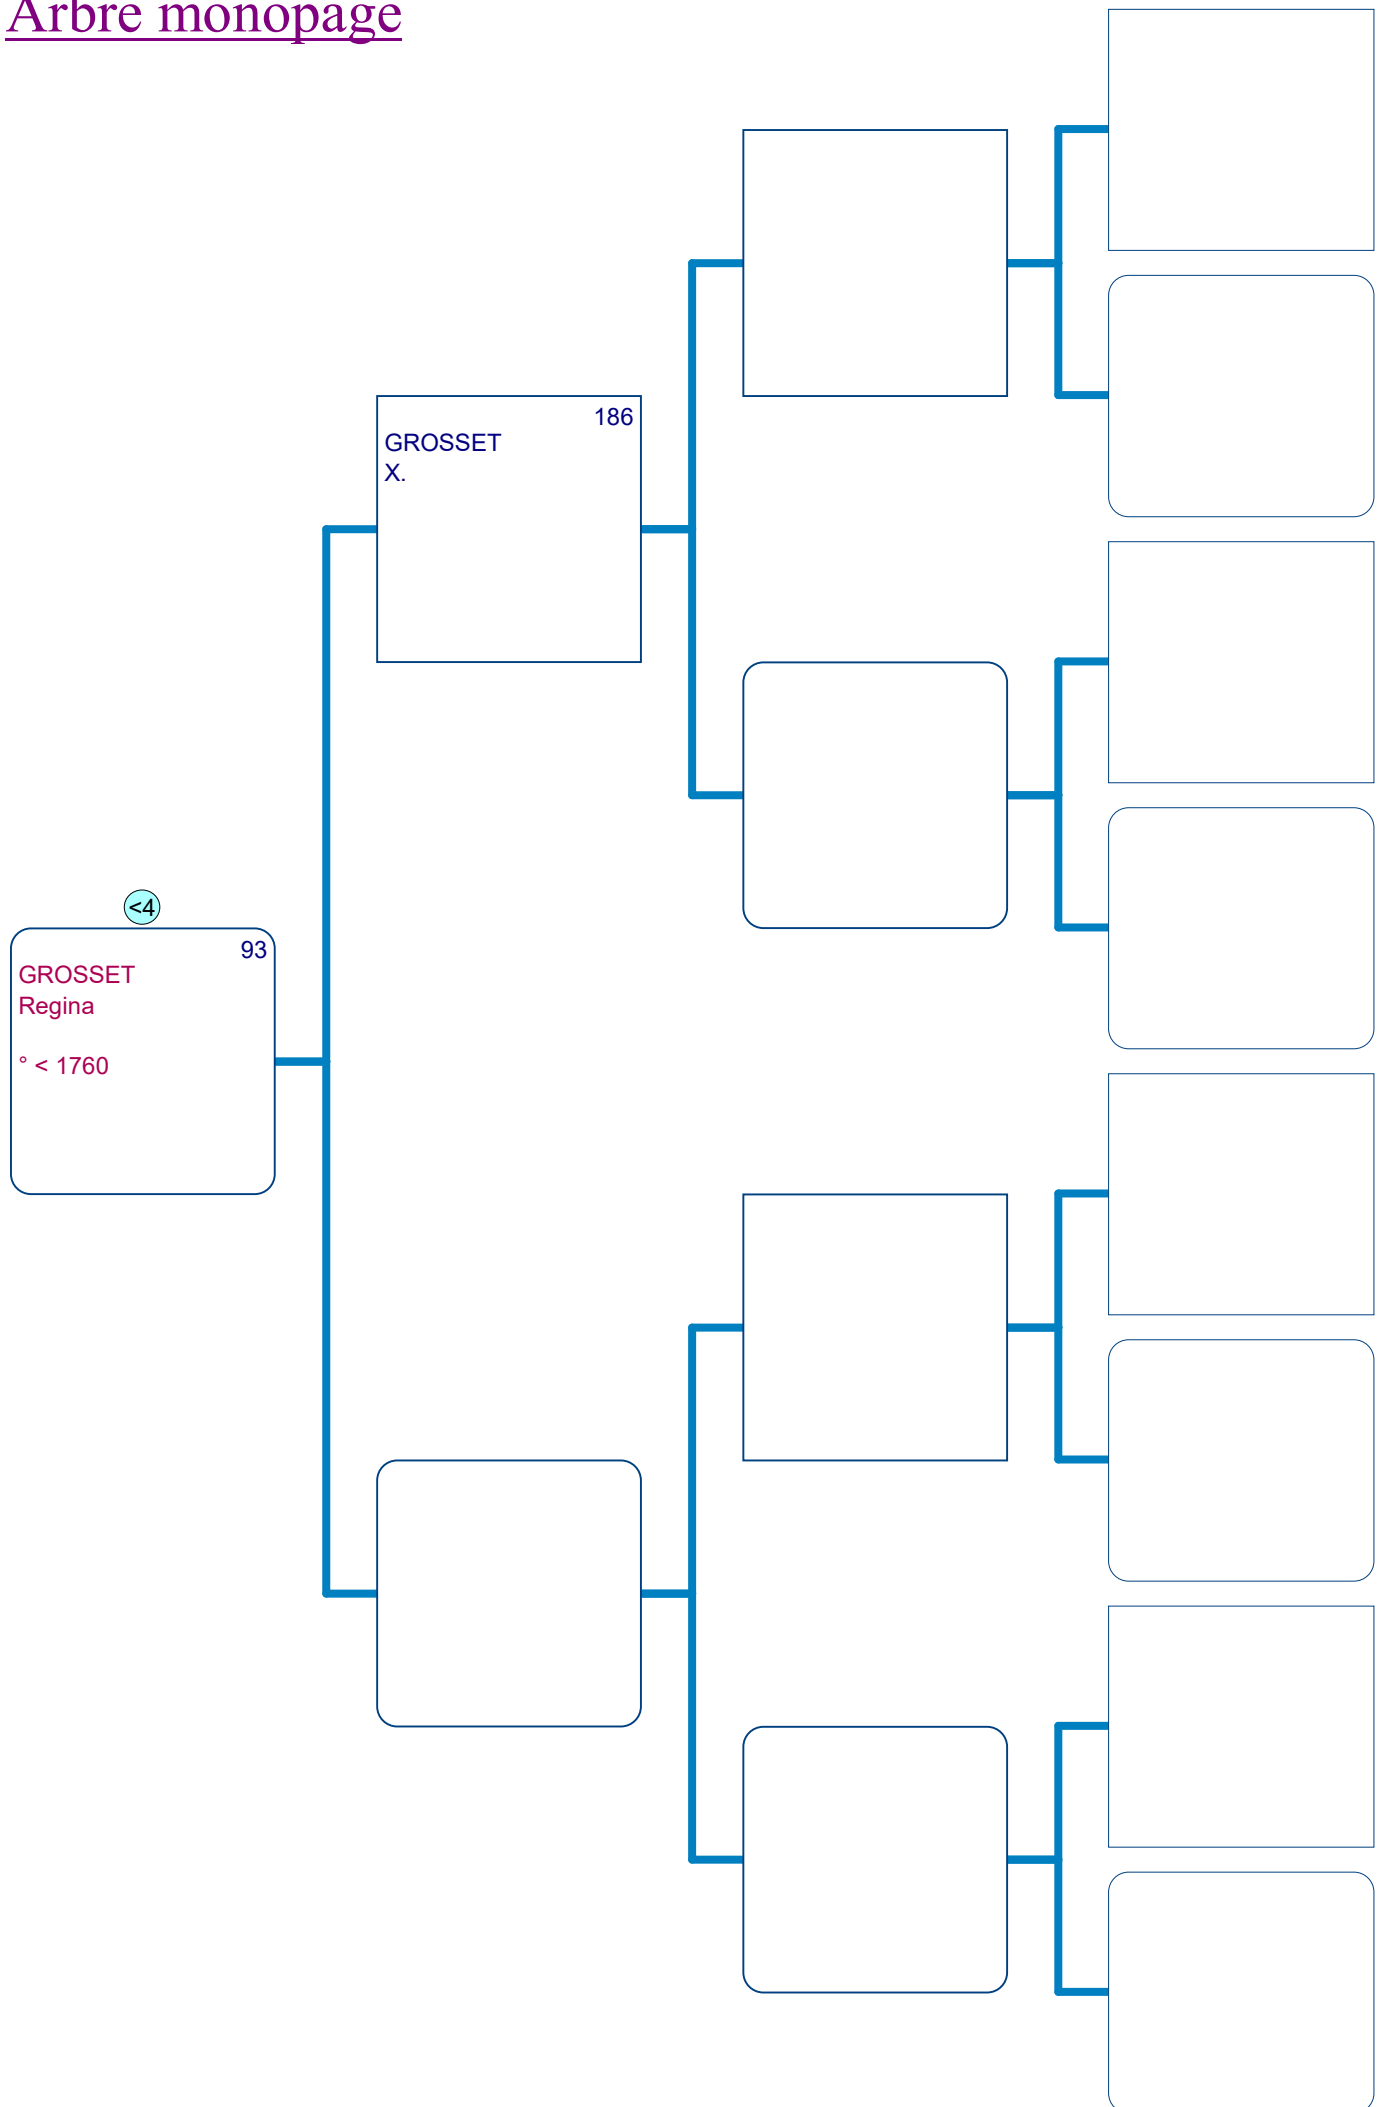 Arbre monopage
186
GROSSET
X.
<4
93
GROSSET
Regina
° < 1760